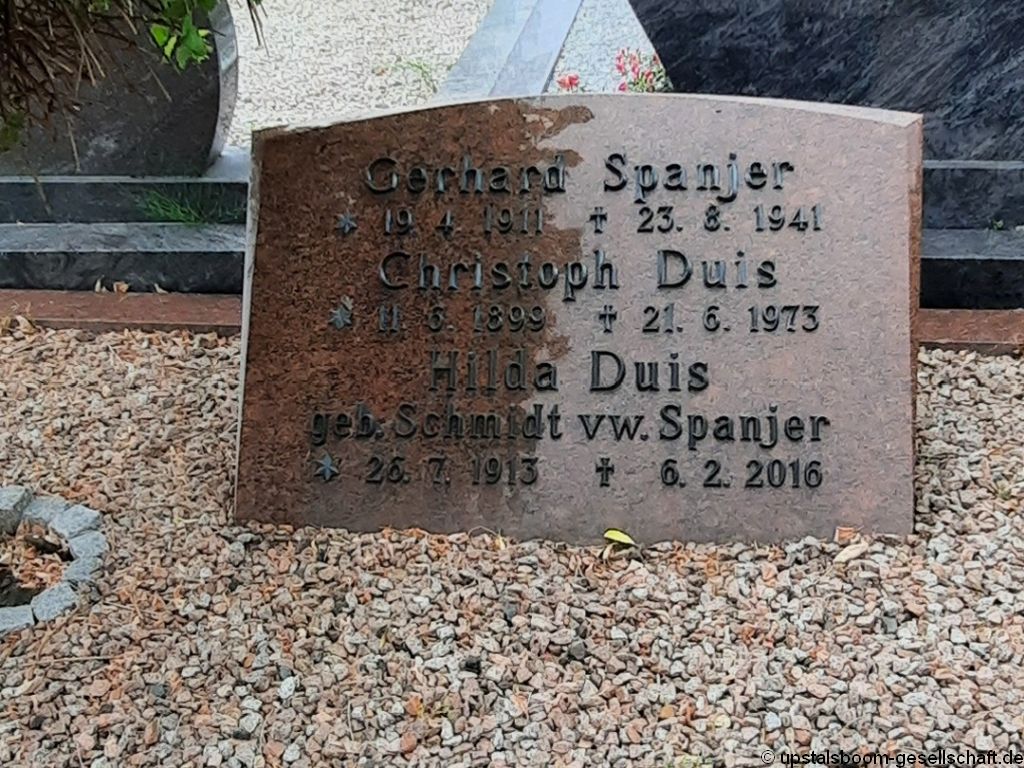 Gerhard Spanjer
* 19. 4. 1911 † 23. 8. 1941
Christoph Duis
* 11. 6. 1899 † 21. 6. 1973
Hilda Duis
geb. Schmidt vw. Spanjer
* 26. 7. 1913 † 6. 2. 2016
© upstalsboom-gesellschaft.de